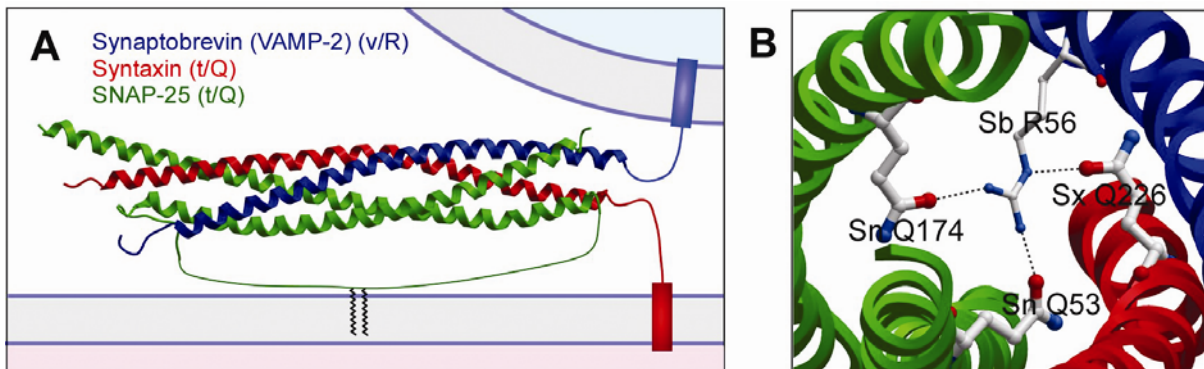 A
Synaptobrevin (VAMP-2) (v/R)
Syntaxin (t/Q)
SNAP-25 (t/Q)
B
Sb R56
Sx Q226
Sn Q174
Sn Q53